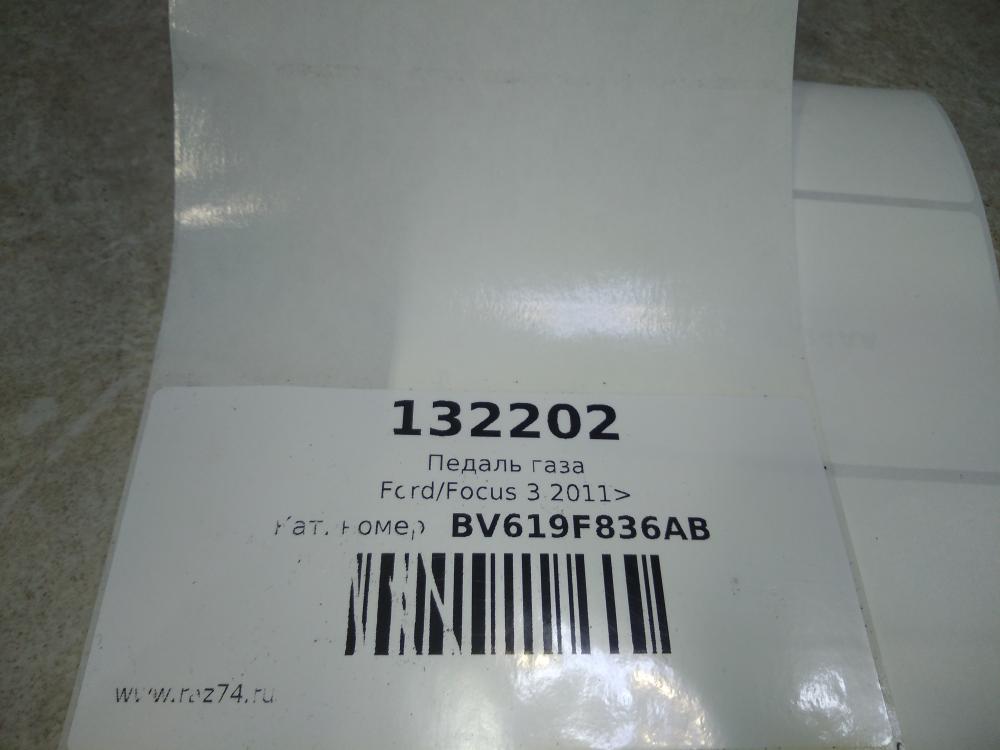 132202
Педаль газа
Ford/Focus 3 2011>
Кат. номер BV619F836AB
www.raz74.ru